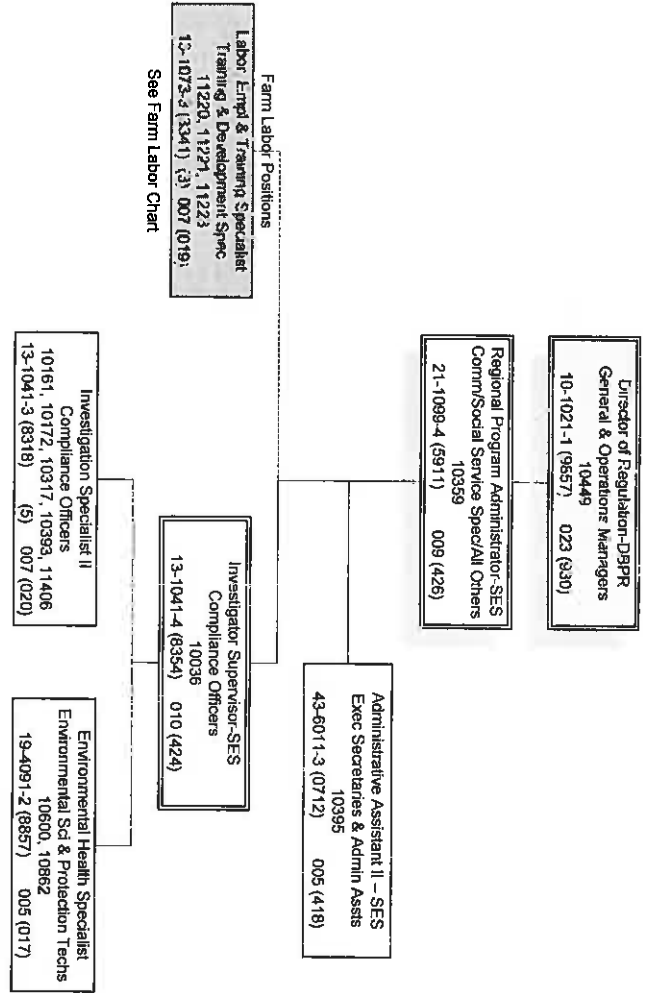 Director of Regulation-DBPR
General & Operations Managers
10449
10-1021-1 (9557) 023 (930)
Regional Program Administrator-SES
Comm/Social Service Spec/All Others
10359
21-1099-4 (5911) 009 (426)
Administrative Assistant II – SES
Exec Secretaries & Admin Assts
10395
43-6011-3 (0712) 005 (418)
Farm Labor Positions
Labor Empl & Training Specialist
Training & Development Spec
11220, 11221, 11223
13-1073-3 (3341) (3) 007 (019)
See Farm Labor Chart
Investigator Supervisor-SES
Compliance Officers
10036
13-1041-4 (8354) 010 (424)
Investigation Specialist II
Compliance Officers
10161, 10172, 10317, 10393, 11406
13-1041-3 (8318) (5) 007 (020)
Environmental Health Specialist
Environmental Sci & Protection Techs
10600, 10862
19-4091-2 (8857) 005 (017)